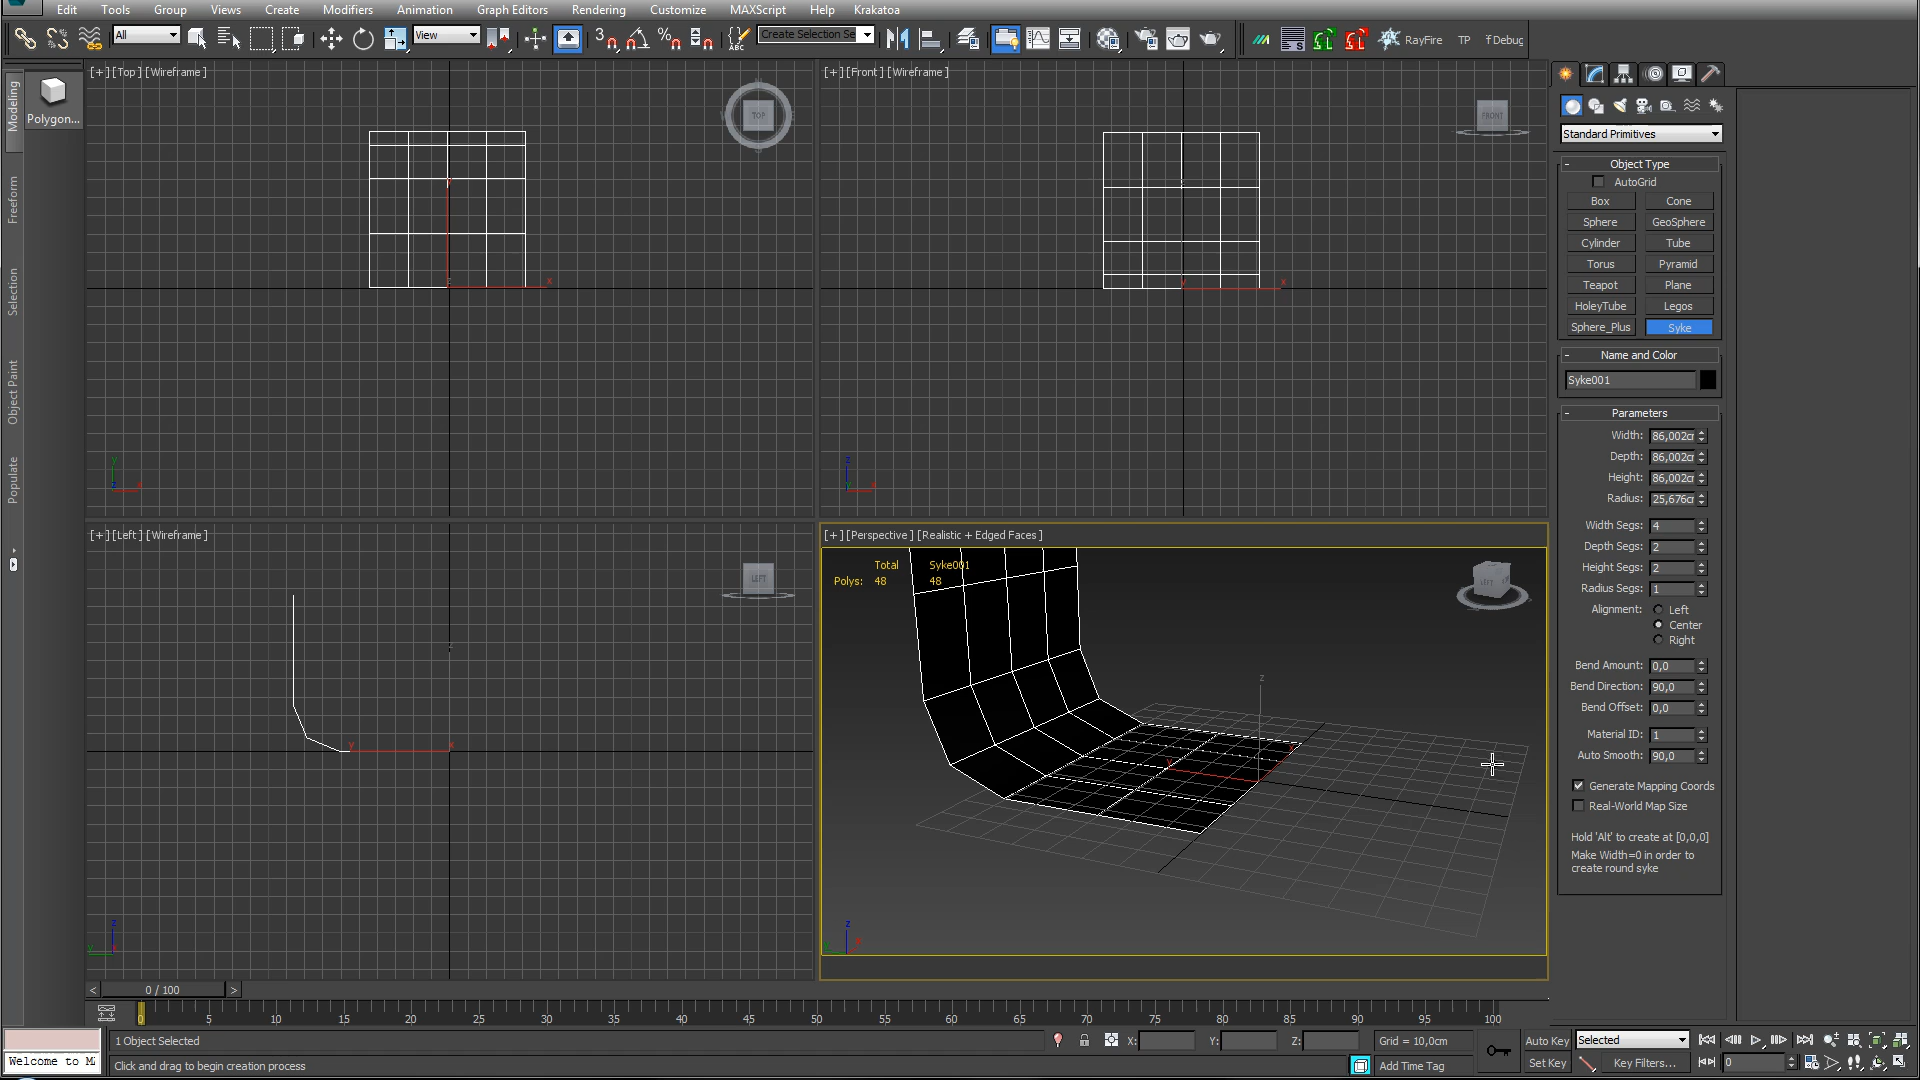 Edit Tools Group Views Create Modifiers Animation Graph Editors Rendering Customize MAXScript Help Krakatoa
All View Create Selection Se RayFire TP fDebug
Modeling
Freeform
Selection
Object Paint
Populate
Polygon...
[+] [Top ] [Wireframe ]
TOP
[+] [Front ] [Wireframe ]
FRONT
[+] [Left ] [Wireframe ]
LEFT
[+] [Perspective ] [Realistic + Edged Faces ]
Total Syke001
Polys: 48 48
LEFT
Standard Primitives
- Object Type
AutoGrid
Box Cone
Sphere GeoSphere
Cylinder Tube
Torus Pyramid
Teapot Plane
HoleyTube Legos
Sphere_Plus Syke
- Name and Color
Syke001
- Parameters
Width: 86,002cr
Depth: 86,002cr
Height: 86,002cr
Radius: 25,676cr
Width Segs: 4
Depth Segs: 2
Height Segs: 2
Radius Segs: 1
Alignment: Left
Center
Right
Bend Amount: 0,0
Bend Direction: 90,0
Bend Offset: 0,0
Material ID: 1
Auto Smooth: 90,0
Generate Mapping Coords
Real-World Map Size
Hold 'Alt' to create at [0,0,0]
Make Width=0 in order to
create round syke
< 0 / 100 >
0 5 10 15 20 25 30 35 40 45 50 55 60 65 70 75 80 85 90 95 100
1 Object Selected X: Y: Z: Grid = 10,0cm Auto Key Selected
Welcome to M
Click and drag to begin creation process Add Time Tag Set Key Key Filters... 0